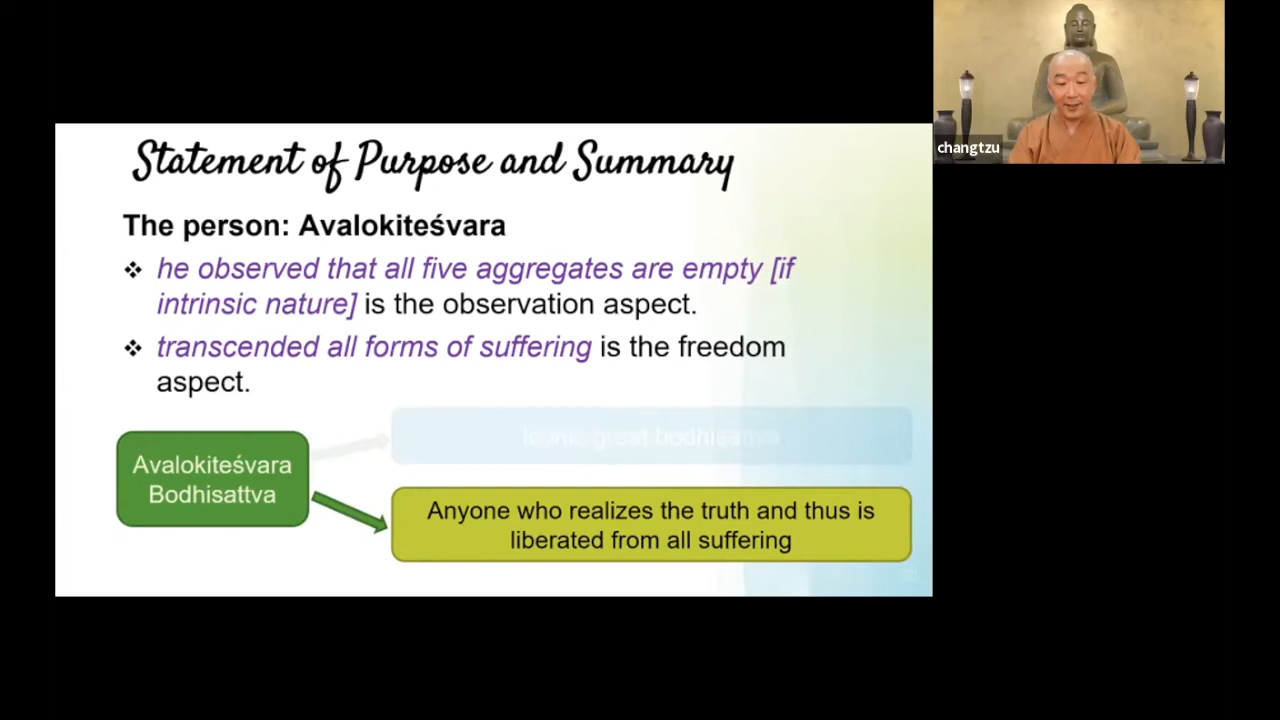 changtzu
Statement of Purpose and Summary
The person: Avalokiteśvara
❖ he observed that all five aggregates are empty [if
intrinsic nature] is the observation aspect.
❖ transcended all forms of suffering is the freedom
aspect.
great bodhisattva
Avalokiteśvara
Bodhisattva
Anyone who realizes the truth and thus is
liberated from all suffering